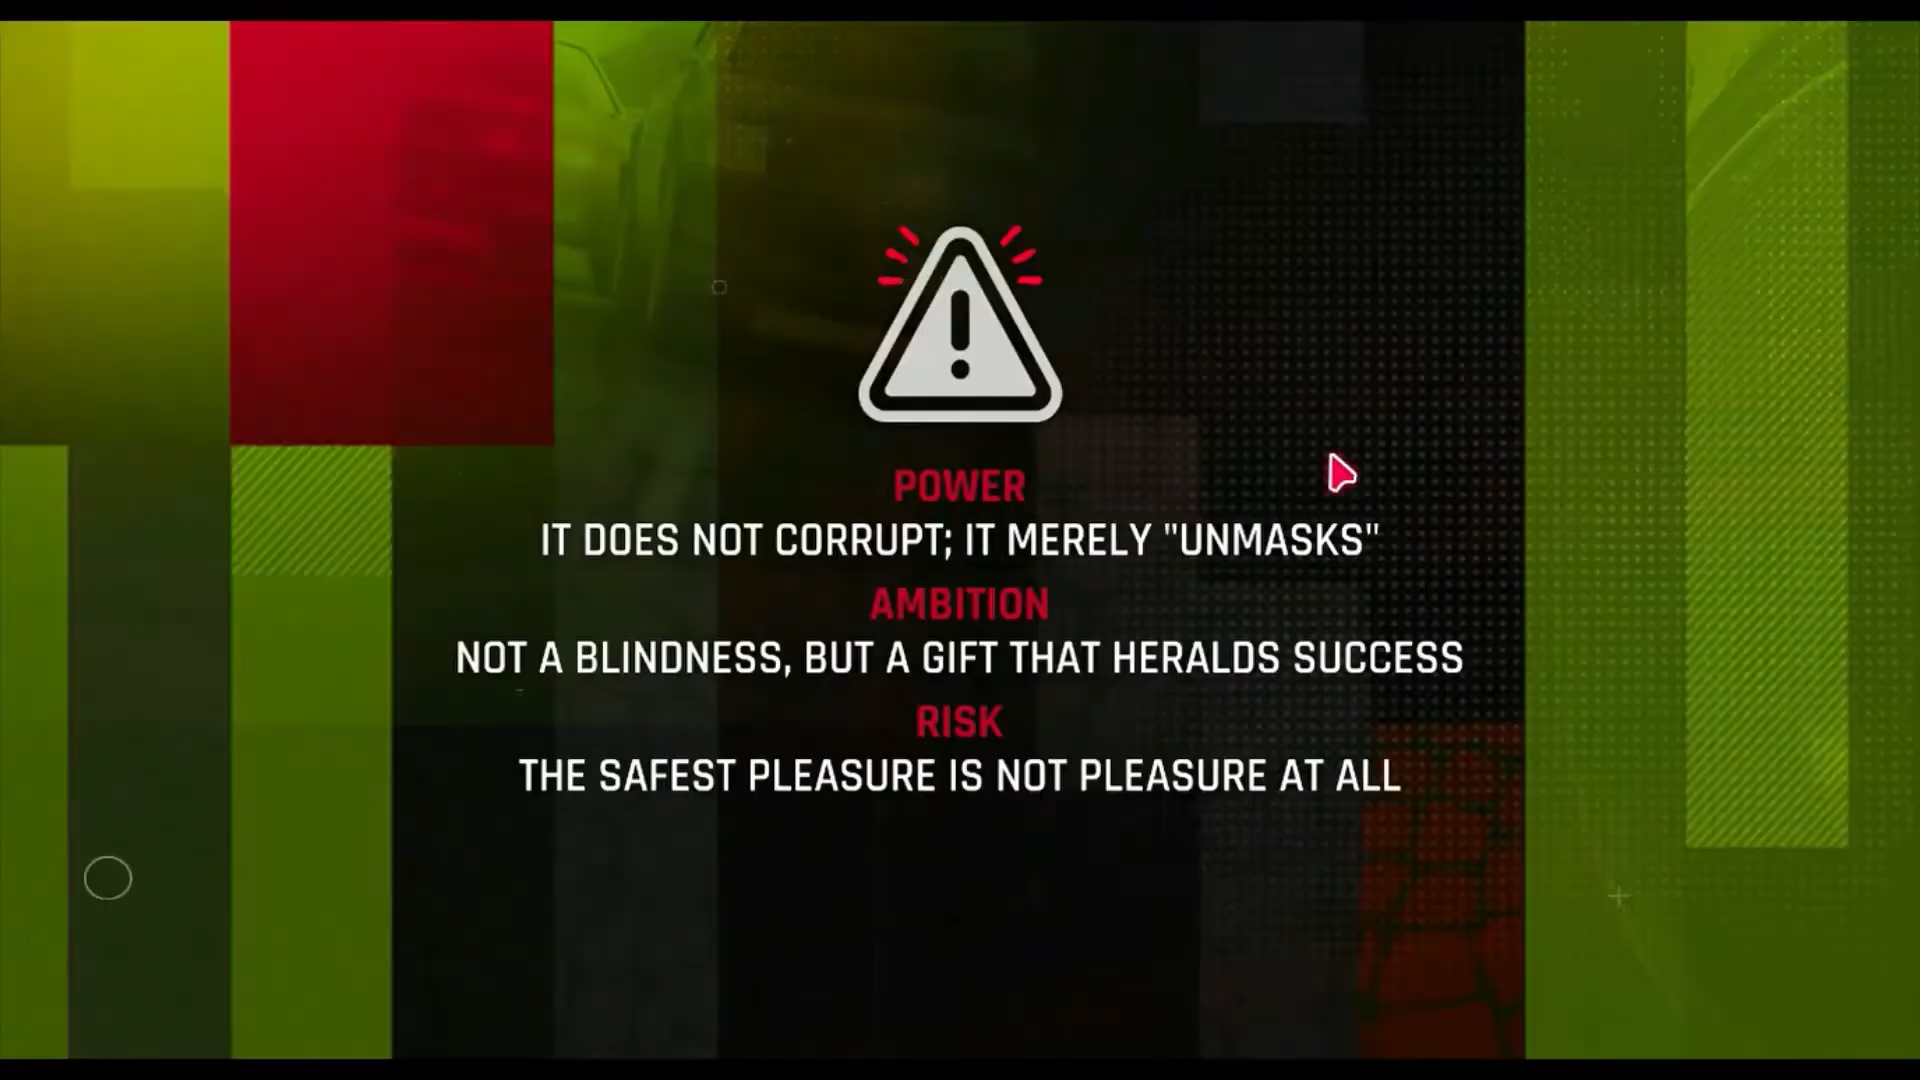 POWER
IT DOES NOT CORRUPT; IT MERELY "UNMASKS"
AMBITION
NOT A BLINDNESS, BUT A GIFT THAT HERALDS SUCCESS
RISK
THE SAFEST PLEASURE IS NOT PLEASURE AT ALL